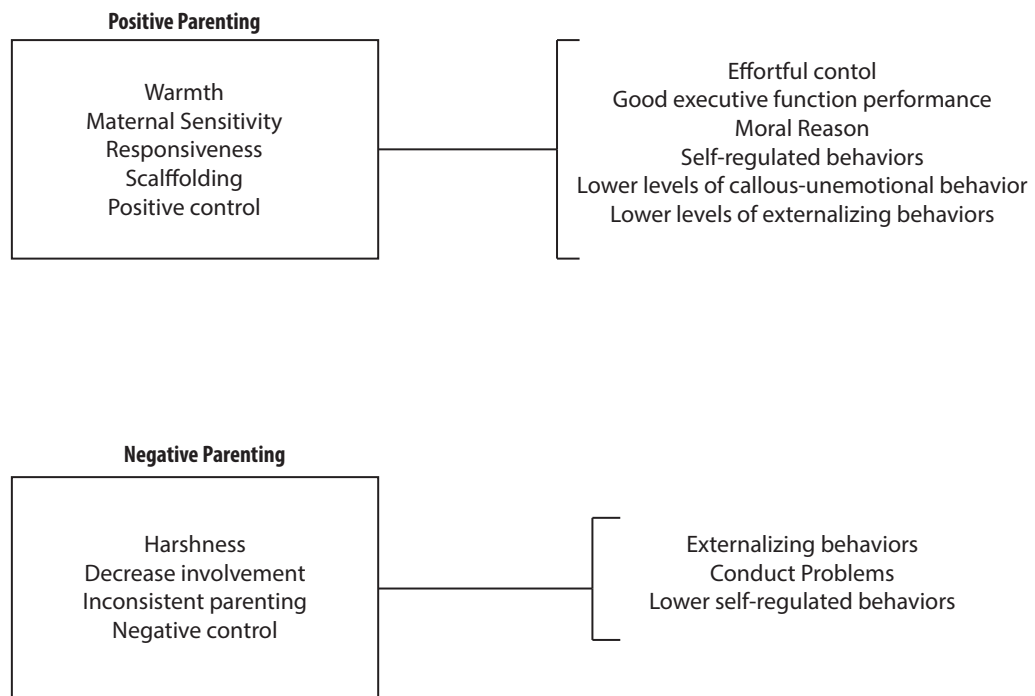 Positive Parenting
Warmth
Maternal Sensitivity
Responsiveness
Scalffolding
Positive control
Effortful contol
Good executive function performance
Moral Reason
Self-regulated behaviors
Lower levels of callous-unemotional behavior
Lower levels of externalizing behaviors
Negative Parenting
Harshness
Decrease involvement
Inconsistent parenting
Negative control
Externalizing behaviors
Conduct Problems
Lower self-regulated behaviors